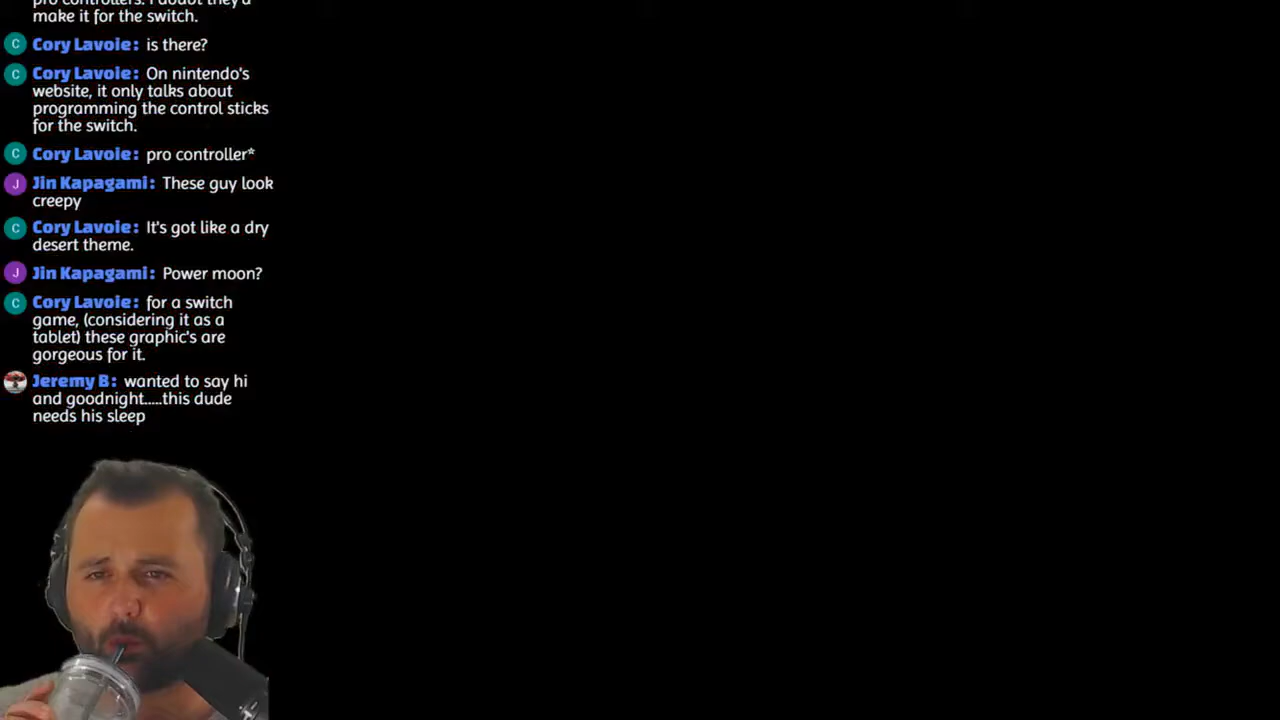 make it for the switch.
C Cory Lavoie: is there?
C Cory Lavoie: On nintendo's
website, it only talks about
programming the control sticks
for the switch.
C Cory Lavoie: pro controller*
J Jin Kapagami: These guy look
creepy
C Cory Lavoie: It's got like a dry
desert theme.
J Jin Kapagami: Power moon?
C Cory Lavoie: for a switch
game, (considering it as a
tablet) these graphic's are
gorgeous for it.
Jeremy B: wanted to say hi
and goodnight.....this dude
needs his sleep